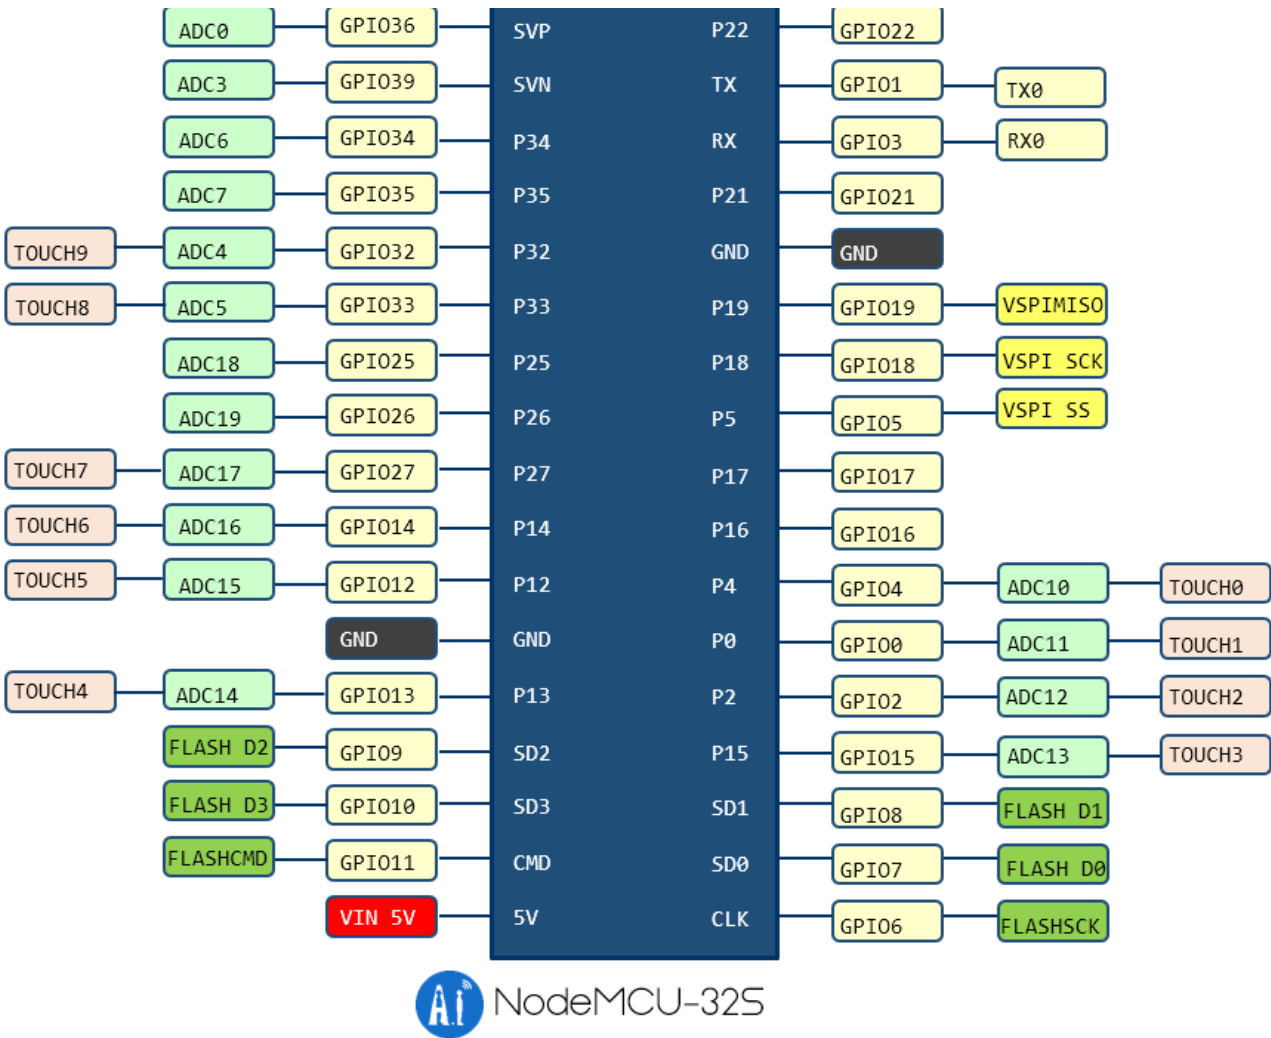 ADC0 GPIO36 SVP P22 GPIO22
ADC3 GPIO39 SVN TX GPIO1 TX0
ADC6 GPIO34 P34 RX GPIO3 RX0
ADC7 GPIO35 P35 P21 GPIO21
TOUCH9 ADC4 GPIO32 P32 GND GND
TOUCH8 ADC5 GPIO33 P33 P19 GPIO19 VSPIMISO
ADC18 GPIO25 P25 P18 GPIO18 VSPI SCK
ADC19 GPIO26 P26 P5 GPIO5 VSPI SS
TOUCH7 ADC17 GPIO27 P27 P17 GPIO17
TOUCH6 ADC16 GPIO14 P14 P16 GPIO16
TOUCH5 ADC15 GPIO12 P12 P4 GPIO4 ADC10 TOUCH0
GND GND P0 GPIO0 ADC11 TOUCH1
TOUCH4 ADC14 GPIO13 P13 P2 GPIO2 ADC12 TOUCH2
FLASH D2 GPIO9 SD2 P15 GPIO15 ADC13 TOUCH3
FLASH D3 GPIO10 SD3 SD1 GPIO8 FLASH D1
FLASHCMD GPIO11 CMD SD0 GPIO7 FLASH D0
VIN 5V 5V CLK GPIO6 FLASHSCK
Ai NodeMCU-32S